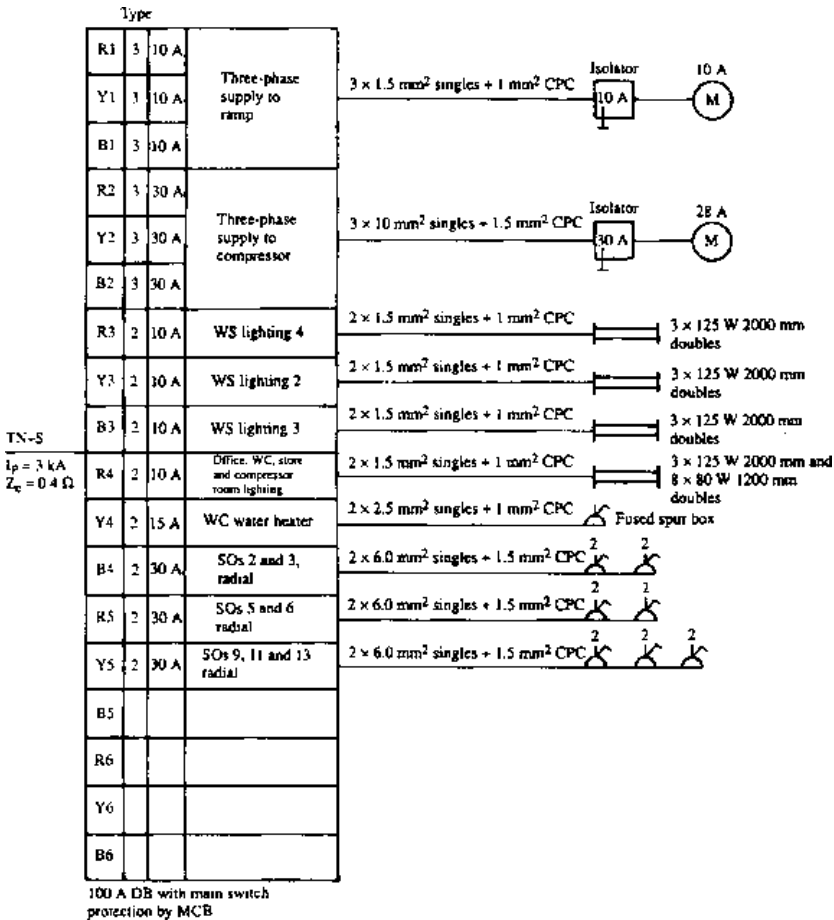 Type
R1 3 10 A
Three-phase
supply to
ramp
Y1 3 10 A
B1 3 10 A
3 × 1.5 mm² singles + 1 mm² CPC
Isolator
10 A
10 A
M
R2 3 30 A
Three-phase
supply to
compressor
Y2 3 30 A
B2 3 30 A
3 × 10 mm² singles + 1.5 mm² CPC
Isolator
30 A
28 A
M
R3 2 10 A WS lighting 4
2 × 1.5 mm² singles + 1 mm² CPC
3 × 125 W 2000 mm
doubles
Y3 2 10 A WS lighting 2
2 × 1.5 mm² singles + 1 mm² CPC
3 × 125 W 2000 mm
doubles
B3 2 10 A WS lighting 3
2 × 1.5 mm² singles + 1 mm² CPC
3 × 125 W 2000 mm
doubles
TN-S
Ip = 3 kA
Ze = 0.4 Ω
R4 2 10 A
Office, WC, store
and compressor
room lighting
2 × 1.5 mm² singles + 1 mm² CPC
3 × 125 W 2000 mm and
8 × 80 W 1200 mm
doubles
Y4 2 15 A WC water heater
2 × 2.5 mm² singles + 1 mm² CPC
Fused spur box
B4 2 30 A
SOs 2 and 3,
radial
2 × 6.0 mm² singles + 1.5 mm² CPC
2 2
R5 2 30 A
SOs 5 and 6
radial
2 × 6.0 mm² singles + 1.5 mm² CPC
2 2
Y5 2 30 A
SOs 9, 11 and 13
radial
2 × 6.0 mm² singles + 1.5 mm² CPC
2 2 2
B5
R6
Y6
B6
100 A DB with main switch
protection by MCB